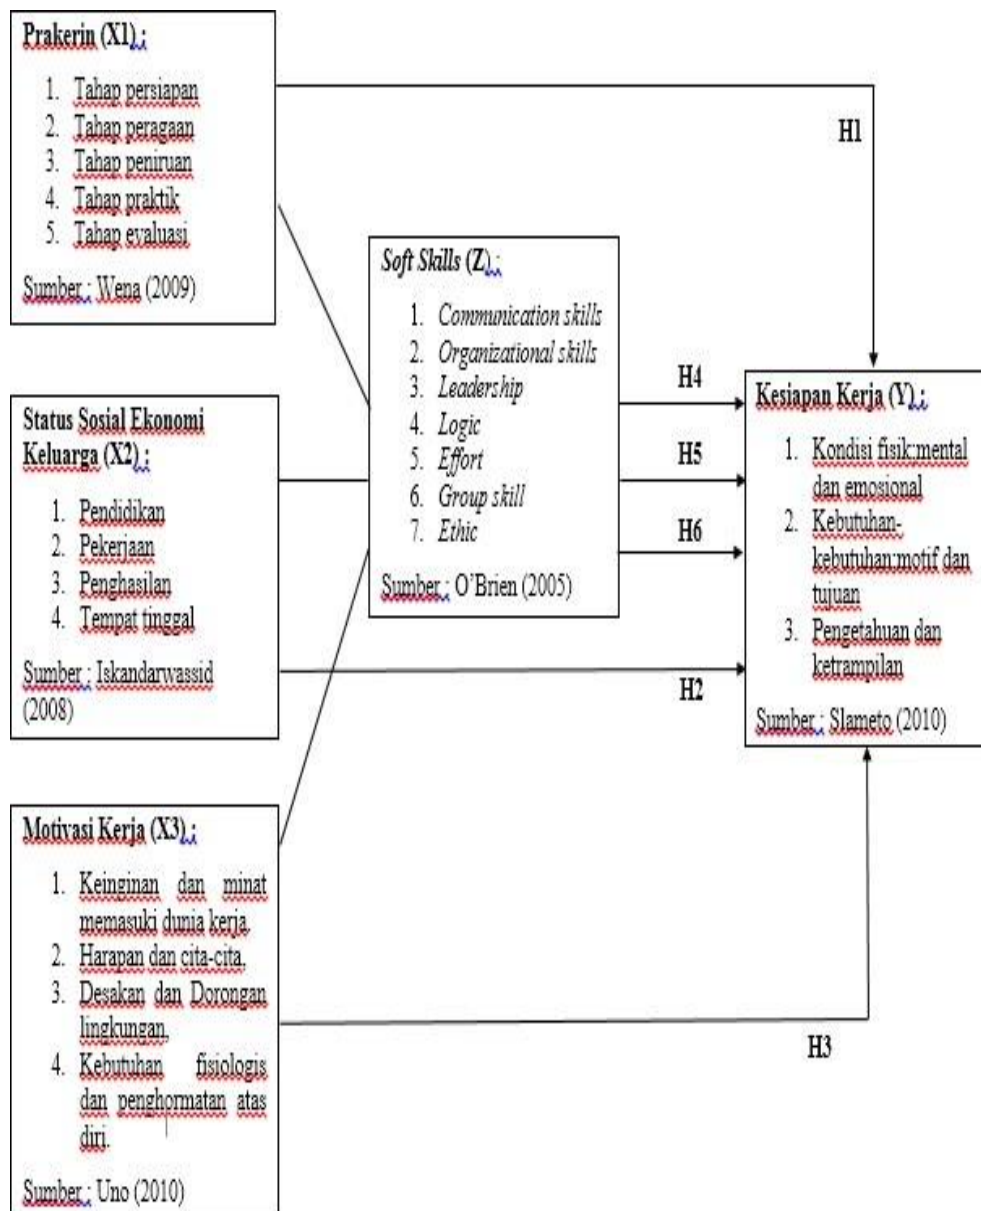 Prakerin (X1) :
1. Tahap persiapan
2. Tahap peragaan
3. Tahap peniruan
4. Tahap praktik
5. Tahap evaluasi
Sumber : Wena (2009)
H1
Soft Skills (Z) :
1. Communication skills
2. Organizational skills
3. Leadership
4. Logic
5. Effort
6. Group skill
7. Ethic
Sumber : O'Brien (2005)
Status Sosial Ekonomi
Keluarga (X2) :
1. Pendidikan
2. Pekerjaan
3. Penghasilan
4. Tempat tinggal
Sumber : Iskandarwassid
(2008)
H4
H5
H6
H2
Kesiapan Kerja (Y) :
1. Kondisi fisik;mental
dan emosional
2. Kebutuhan-
kebutuhan;motif dan
tujuan
3. Pengetahuan dan
ketrampilan
Sumber : Slameto (2010)
Motivasi Kerja (X3) :
1. Keinginan dan minat
memasuki dunia kerja.
2. Harapan dan cita-cita.
3. Desakan dan Dorongan
lingkungan.
4. Kebutuhan fisiologis
dan penghormatan atas
diri.
Sumber : Uno (2010)
H3